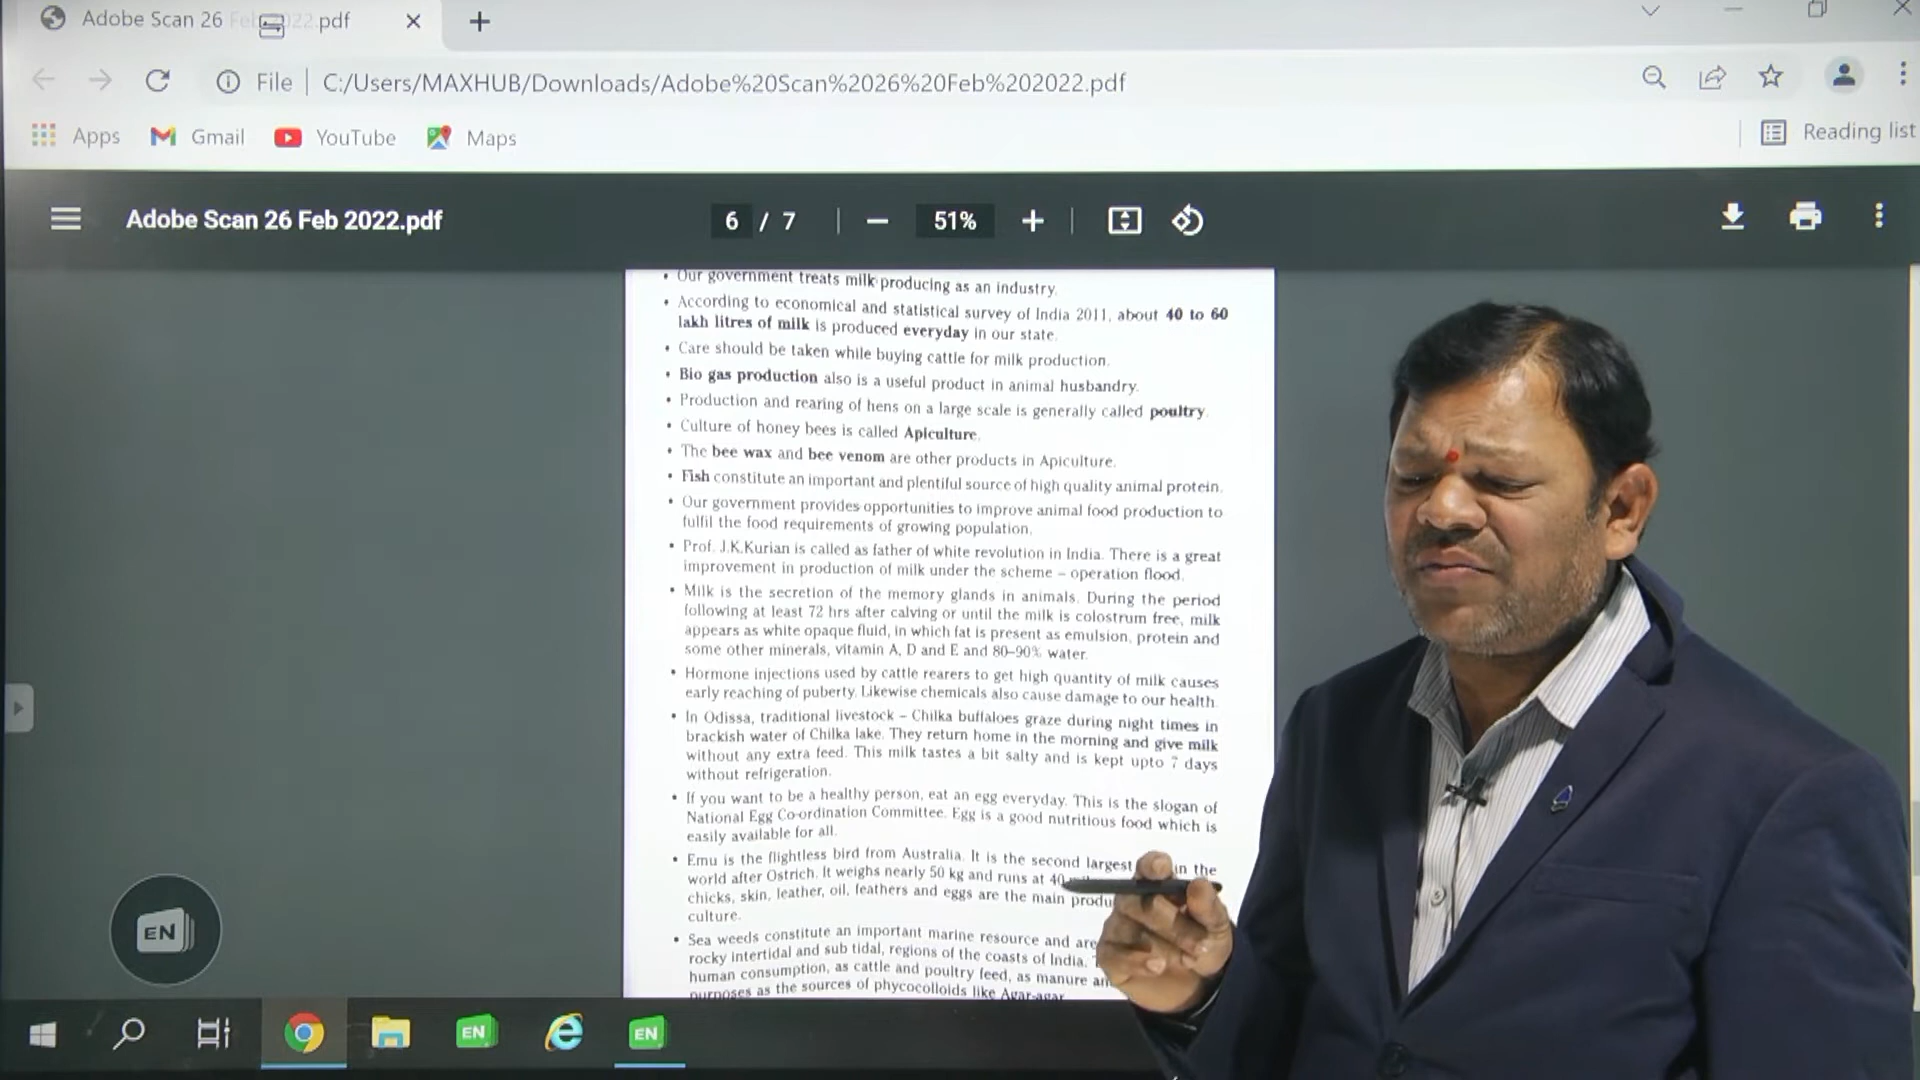 Adobe Scan 26 Feb 2022.pdf
File C:/Users/MAXHUB/Downloads/Adobe%20Scan%2026%20Feb%202022.pdf
Apps Gmail YouTube Maps
Reading list
Adobe Scan 26 Feb 2022.pdf 6 / 7 51%
• Our government treats milk producing as an industry.
• According to economical and statistical survey of India 2011, about 40 to 60
lakh litres of milk is produced everyday in our state.
• Care should be taken while buying cattle for milk production.
• Bio gas production also is a useful product in animal husbandry.
• Production and rearing of hens on a large scale is generally called poultry.
• Culture of honey bees is called Apiculture.
• The bee wax and bee venom are other products in Apiculture.
• Fish constitute an important and plentiful source of high quality animal protein.
• Our government provides opportunities to improve animal food production to
fulfil the food requirements of growing population.
• Prof. J.K.Kurian is called as father of white revolution in India. There is a great
improvement in production of milk under the scheme – operation flood.
• Milk is the secretion of the memory glands in animals. During the period
following at least 72 hrs after calving or until the milk is colostrum free, milk
appears as white opaque fluid, in which fat is present as emulsion, protein and
some other minerals, vitamin A, D and E and 80–90% water.
• Hormone injections used by cattle rearers to get high quantity of milk causes
early reaching of puberty. Likewise chemicals also cause damage to our health.
• In Odissa, traditional livestock – Chilka buffaloes graze during night times in
brackish water of Chilka lake. They return home in the morning and give milk
without any extra feed. This milk tastes a bit salty and is kept upto 7 days
without refrigeration.
• If you want to be a healthy person, eat an egg everyday. This is the slogan of
National Egg Co-ordination Committee. Egg is a good nutritious food which is
easily available for all.
• Emu is the flightless bird from Australia. It is the second largest in the
world after Ostrich. It weighs nearly 50 kg and runs at 40
chicks, skin, leather, oil, feathers and eggs are the main
culture.
• Sea weeds constitute an important marine resource and are
rocky intertidal and sub tidal, regions of the coasts of India.
human consumption, as cattle and poultry feed, as manure
purposes as the sources of phycocolloids like Agar-agar
EN
EN
EN